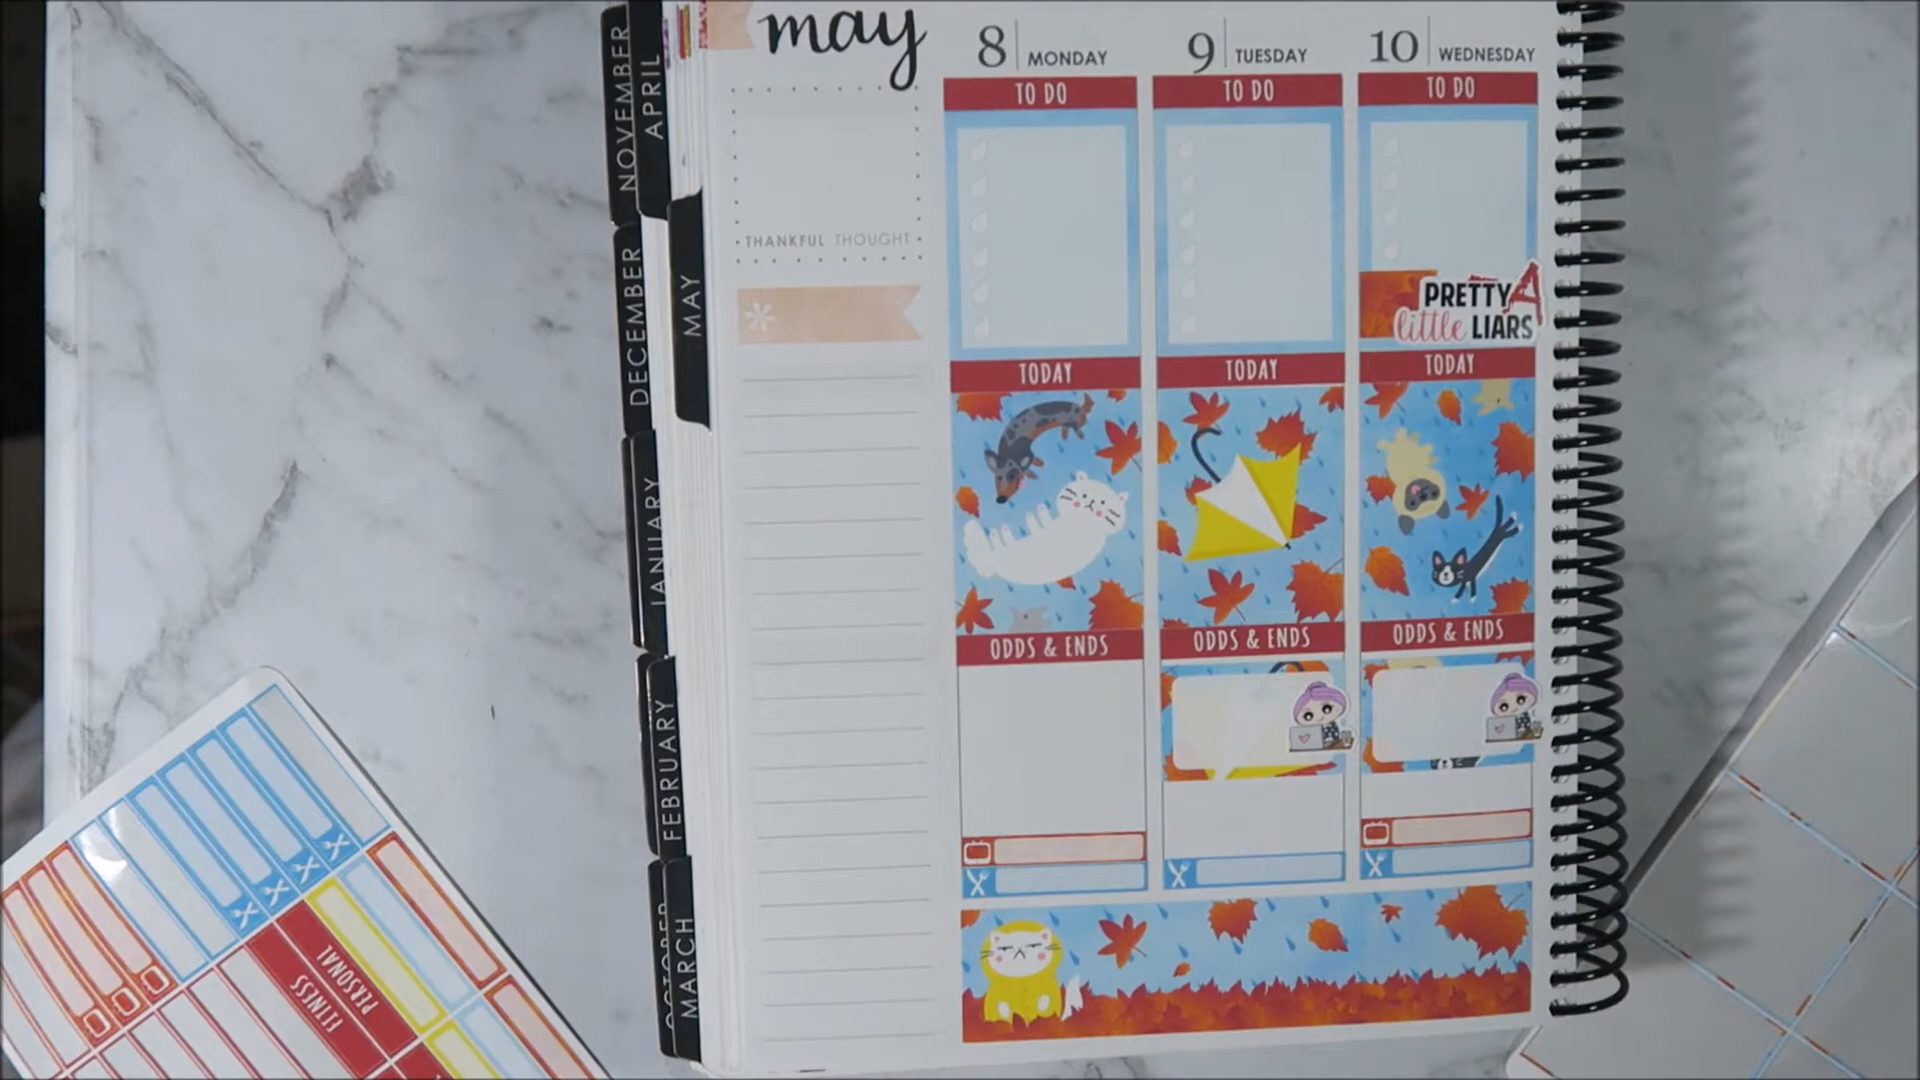 may
8 MONDAY
9 TUESDAY
10 WEDNESDAY
TO DO
TO DO
TO DO
THANKFUL THOUGHT
PRETTY
little LIARS
A
TODAY
TODAY
TODAY
ODDS & ENDS
ODDS & ENDS
ODDS & ENDS
NOVEMBER
APRIL
DECEMBER
MAY
JANUARY
FEBRUARY
OCTOBER
MARCH
PERSONAL
FITNESS